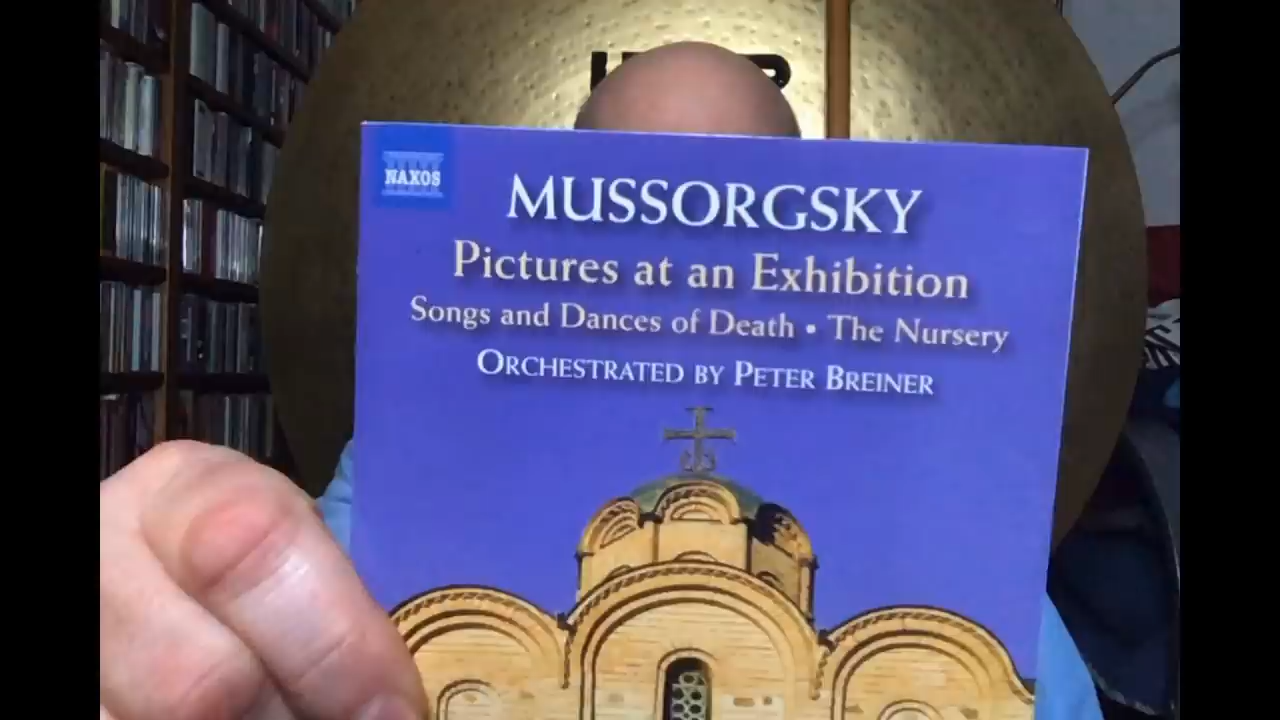 NAXOS
MUSSORGSKY
Pictures at an Exhibition
Songs and Dances of Death • The Nursery
ORCHESTRATED BY PETER BREINER